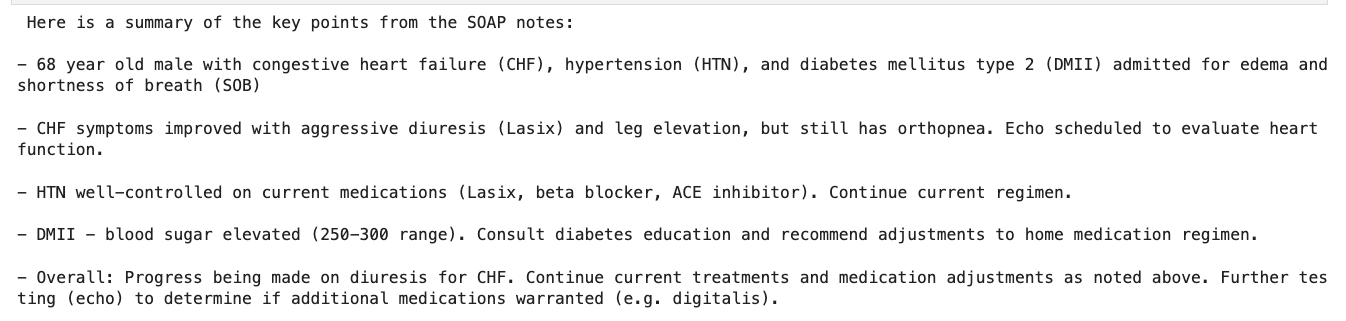 Here is a summary of the key points from the SOAP notes:
- 68 year old male with congestive heart failure (CHF), hypertension (HTN), and diabetes mellitus type 2 (DMII) admitted for edema and
shortness of breath (SOB)
- CHF symptoms improved with aggressive diuresis (Lasix) and leg elevation, but still has orthopnea. Echo scheduled to evaluate heart
function.
- HTN well-controlled on current medications (Lasix, beta blocker, ACE inhibitor). Continue current regimen.
- DMII - blood sugar elevated (250-300 range). Consult diabetes education and recommend adjustments to home medication regimen.
- Overall: Progress being made on diuresis for CHF. Continue current treatments and medication adjustments as noted above. Further tes
ting (echo) to determine if additional medications warranted (e.g. digitalis).